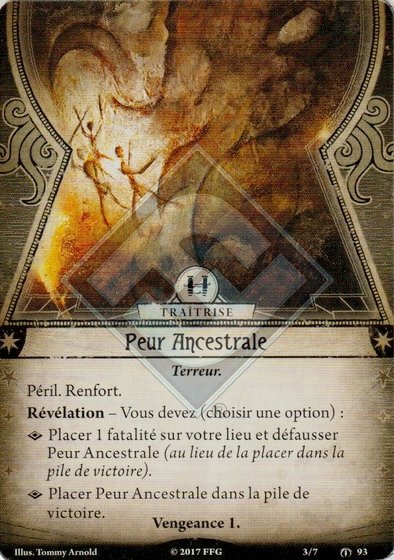 TRAÎTRISE
Peur Ancestrale
Terreur.
Péril. Renfort.
Révélation – Vous devez (choisir une option) :
Placer 1 fatalité sur votre lieu et défausser
Peur Ancestrale (au lieu de la placer dans la
pile de victoire).
Placer Peur Ancestrale dans la pile de
victoire.
Vengeance 1.
Illus. Tommy Arnold © 2017 FFG 3/7 93